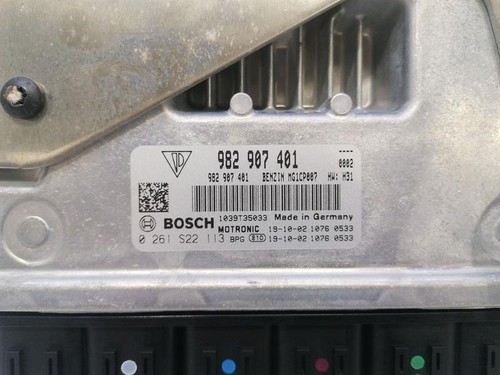 982 907 401
----
0002
982 907 401 BENZIN MG1CP007 HW: H31
BOSCH 1039T35033 Made in Germany
MOTRONIC 19-10-02 1076 0533
0 261 S22 113 BPG 810 19-10-02 1076 0533